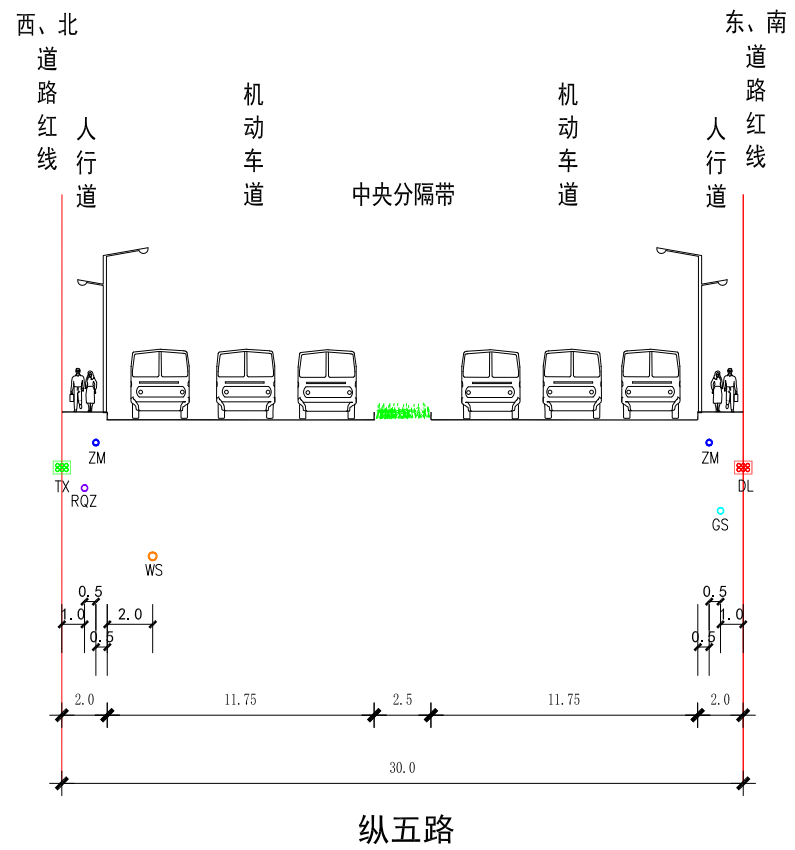 西、北道路红线
东、南道路红线
人行道
机动车道
中央分隔带
机动车道
人行道
ZM
TX
RQZ
WS
ZM
DL
GS
0.5
1.0
2.0
0.5
0.5
1.0
0.5
2.0
11.75
2.5
11.75
2.0
30.0
纵五路